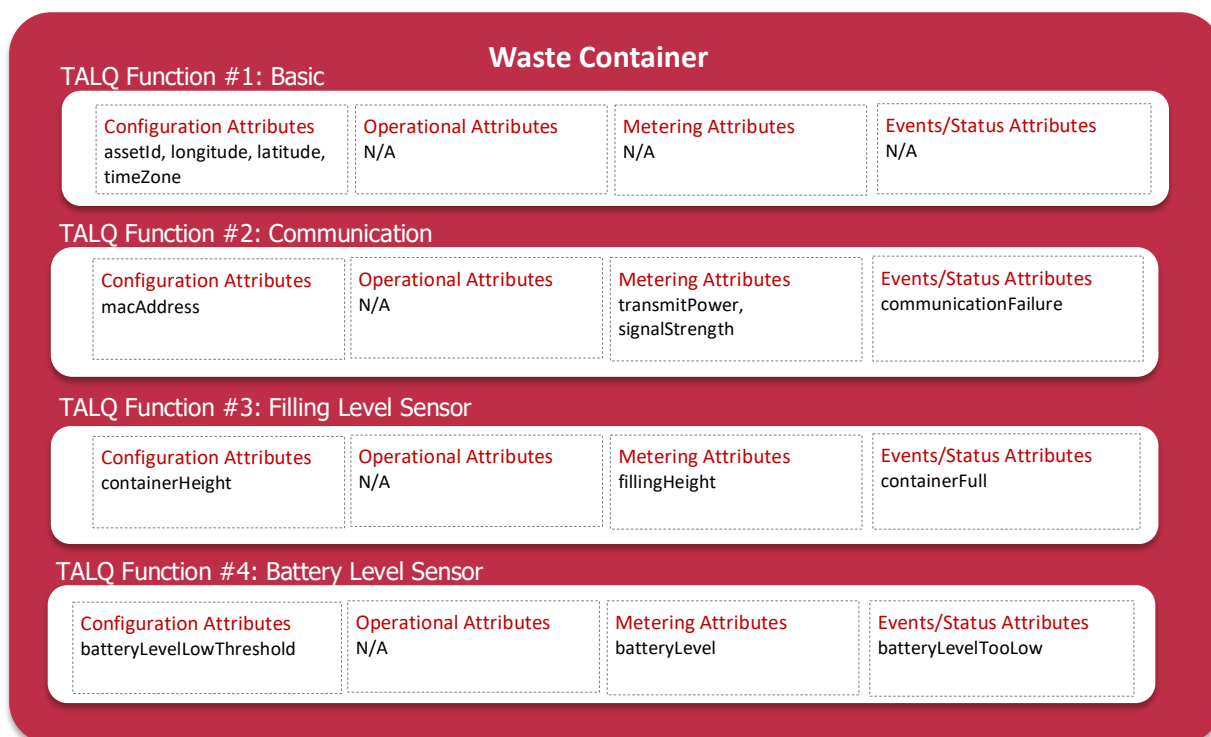 Waste Container
TALQ Function #1: Basic
Configuration Attributes
assetId, longitude, latitude,
timeZone
Operational Attributes
N/A
Metering Attributes
N/A
Events/Status Attributes
N/A
TALQ Function #2: Communication
Configuration Attributes
macAddress
Operational Attributes
N/A
Metering Attributes
transmitPower,
signalStrength
Events/Status Attributes
communicationFailure
TALQ Function #3: Filling Level Sensor
Configuration Attributes
containerHeight
Operational Attributes
N/A
Metering Attributes
fillingHeight
Events/Status Attributes
containerFull
TALQ Function #4: Battery Level Sensor
Configuration Attributes
batteryLevelLowThreshold
Operational Attributes
N/A
Metering Attributes
batteryLevel
Events/Status Attributes
batteryLevelTooLow